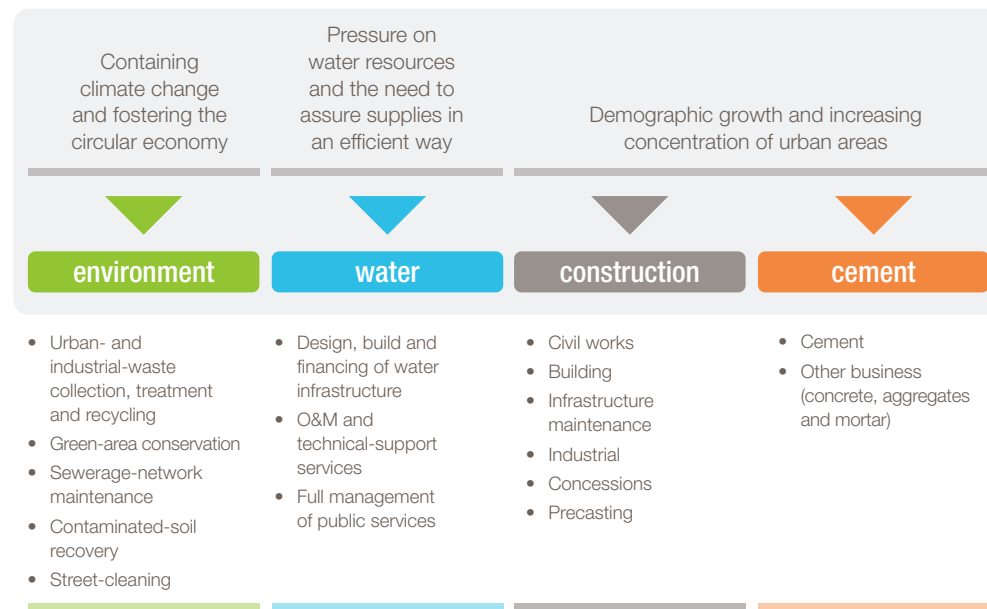 Containing
climate change
and fostering the
circular economy
Pressure on
water resources
and the need to
assure supplies in
an efficient way
Demographic growth and increasing
concentration of urban areas
environment
water
construction
cement
• Urban- and
industrial-waste
collection, treatment
and recycling
• Green-area conservation
• Sewerage-network
maintenance
• Contaminated-soil
recovery
• Street-cleaning
• Design, build and
financing of water
infrastructure
• O&M and
technical-support
services
• Full management
of public services
• Civil works
• Building
• Infrastructure
maintenance
• Industrial
• Concessions
• Precasting
• Cement
• Other business
(concrete, aggregates
and mortar)